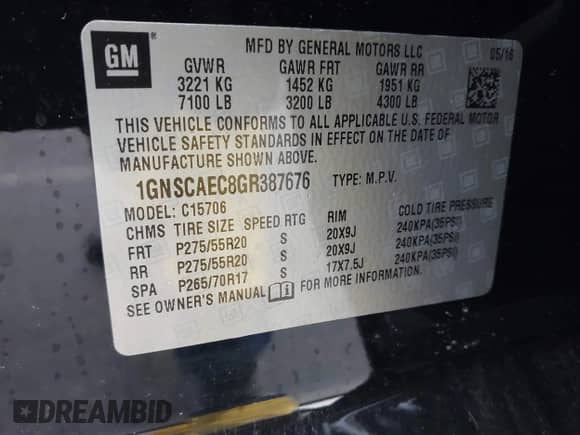 GM
MFD BY GENERAL MOTORS LLC 05/16
GVWR GAWR FRT GAWR RR
3221 KG 1452 KG 1951 KG
7100 LB 3200 LB 4300 LB
THIS VEHICLE CONFORMS TO ALL APPLICABLE U.S. FEDERAL MOTOR
VEHICLE SAFETY STANDARDS IN EFFECT ON THE DATE OF
MANUFACTURE SHOWN ABOVE.
1GNSCAEC8GR387676 TYPE: M.P.V.
MODEL: C15706
CHMS TIRE SIZE SPEED RTG RIM COLD TIRE PRESSURE
FRT P275/55R20 S 20X9J 240KPA(35PSI)
RR P275/55R20 S 20X9J 240KPA(35PSI)
SPA P265/70R17 S 17X7.5J 240KPA(35PSI)
SEE OWNER'S MANUAL FOR MORE INFORMATION.
DREAMBID